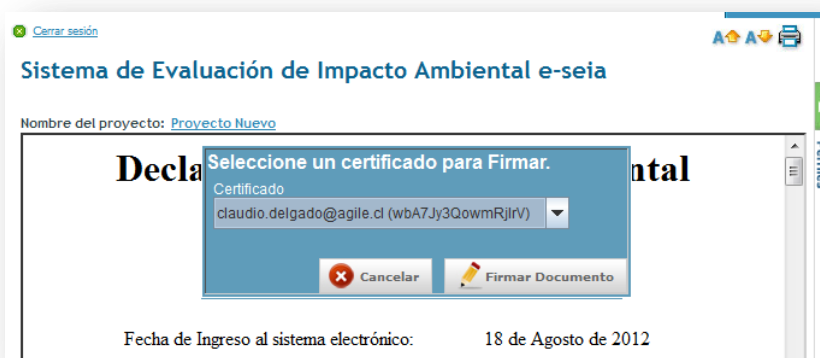 Cerrar sesión
A A
Sistema de Evaluación de Impacto Ambiental e-seia
Nombre del proyecto: Proyecto Nuevo
Decla ntal
Seleccione un certificado para Firmar.
Certificado
claudio.delgado@agile.cl (wbA7Jy3QowmRjlrV)
Cancelar Firmar Documento
Fecha de Ingreso al sistema electrónico: 18 de Agosto de 2012